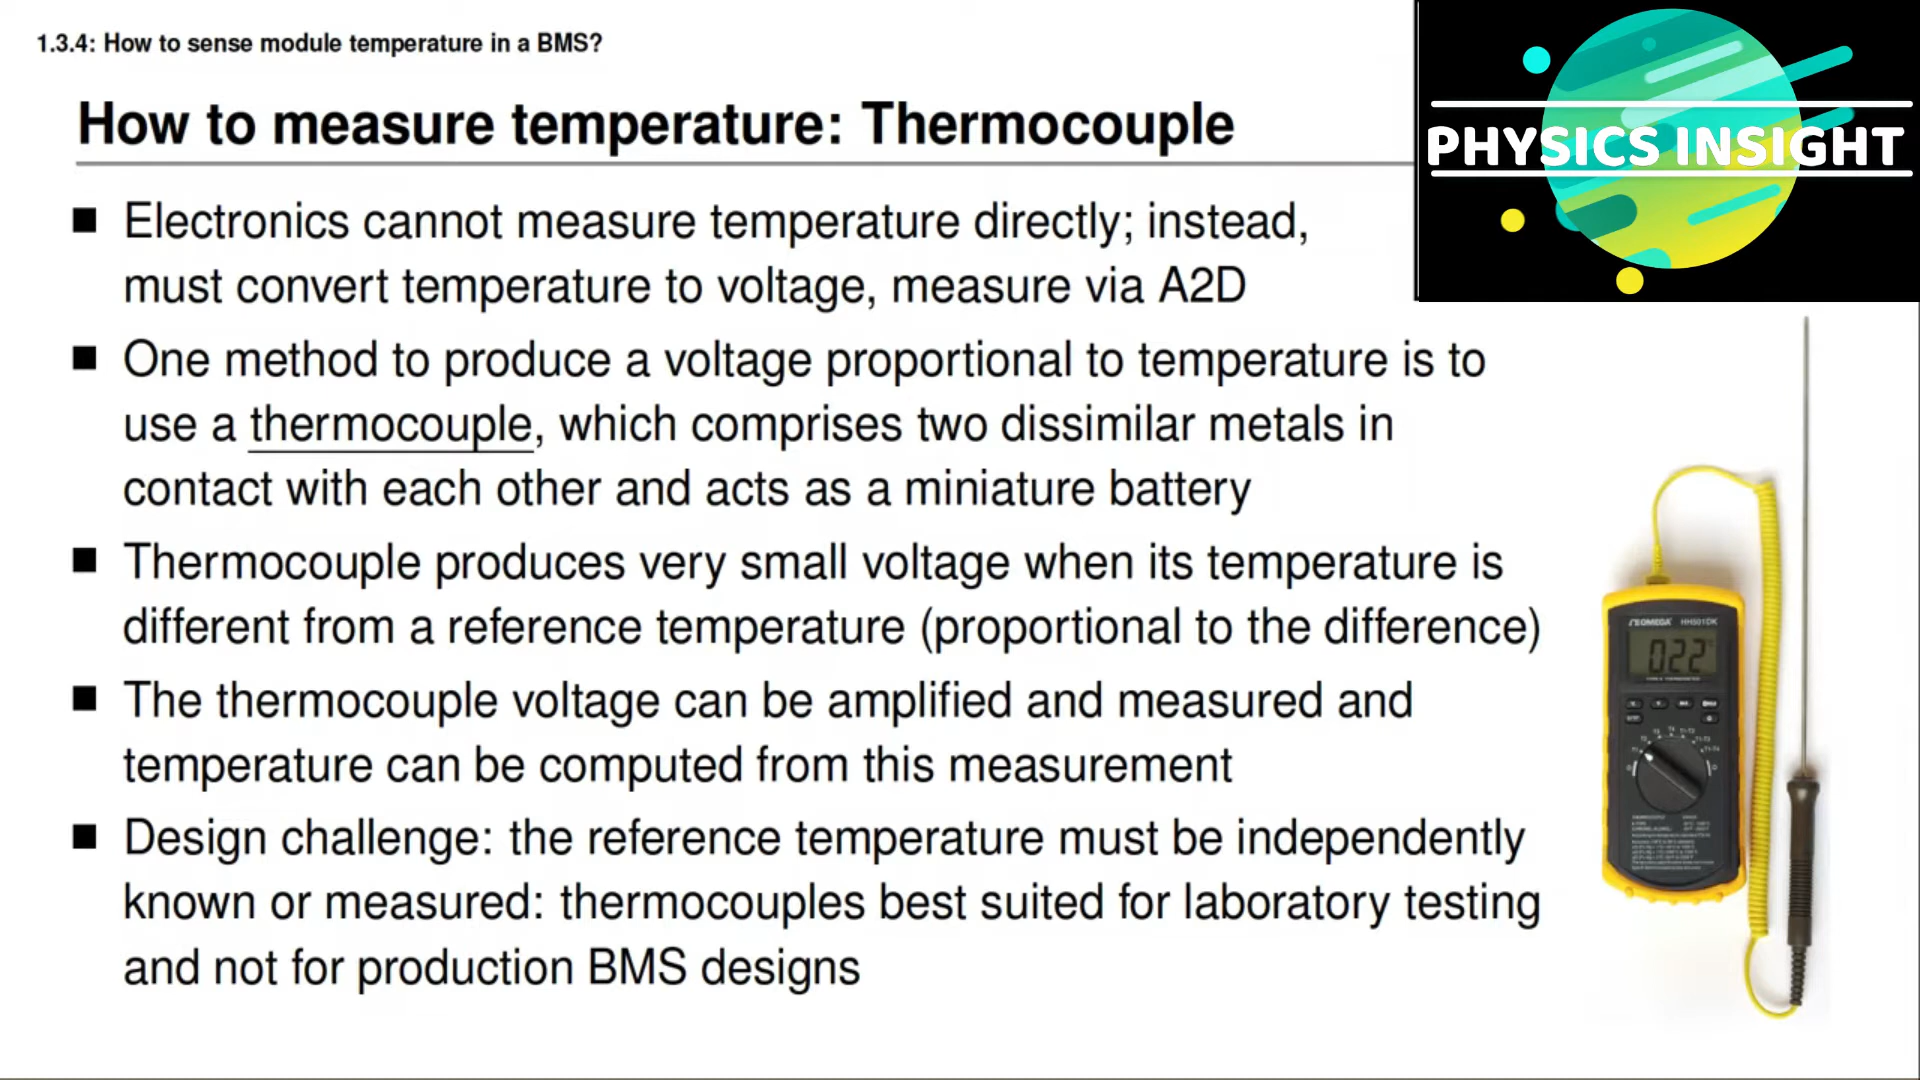 1.3.4: How to sense module temperature in a BMS?
PHYSICS INSIGHT
How to measure temperature: Thermocouple
■ Electronics cannot measure temperature directly; instead,
must convert temperature to voltage, measure via A2D
■ One method to produce a voltage proportional to temperature is to
use a thermocouple, which comprises two dissimilar metals in
contact with each other and acts as a miniature battery
■ Thermocouple produces very small voltage when its temperature is
different from a reference temperature (proportional to the difference)
■ The thermocouple voltage can be amplified and measured and
temperature can be computed from this measurement
■ Design challenge: the reference temperature must be independently
known or measured: thermocouples best suited for laboratory testing
and not for production BMS designs
OMEGA HH501DK
022